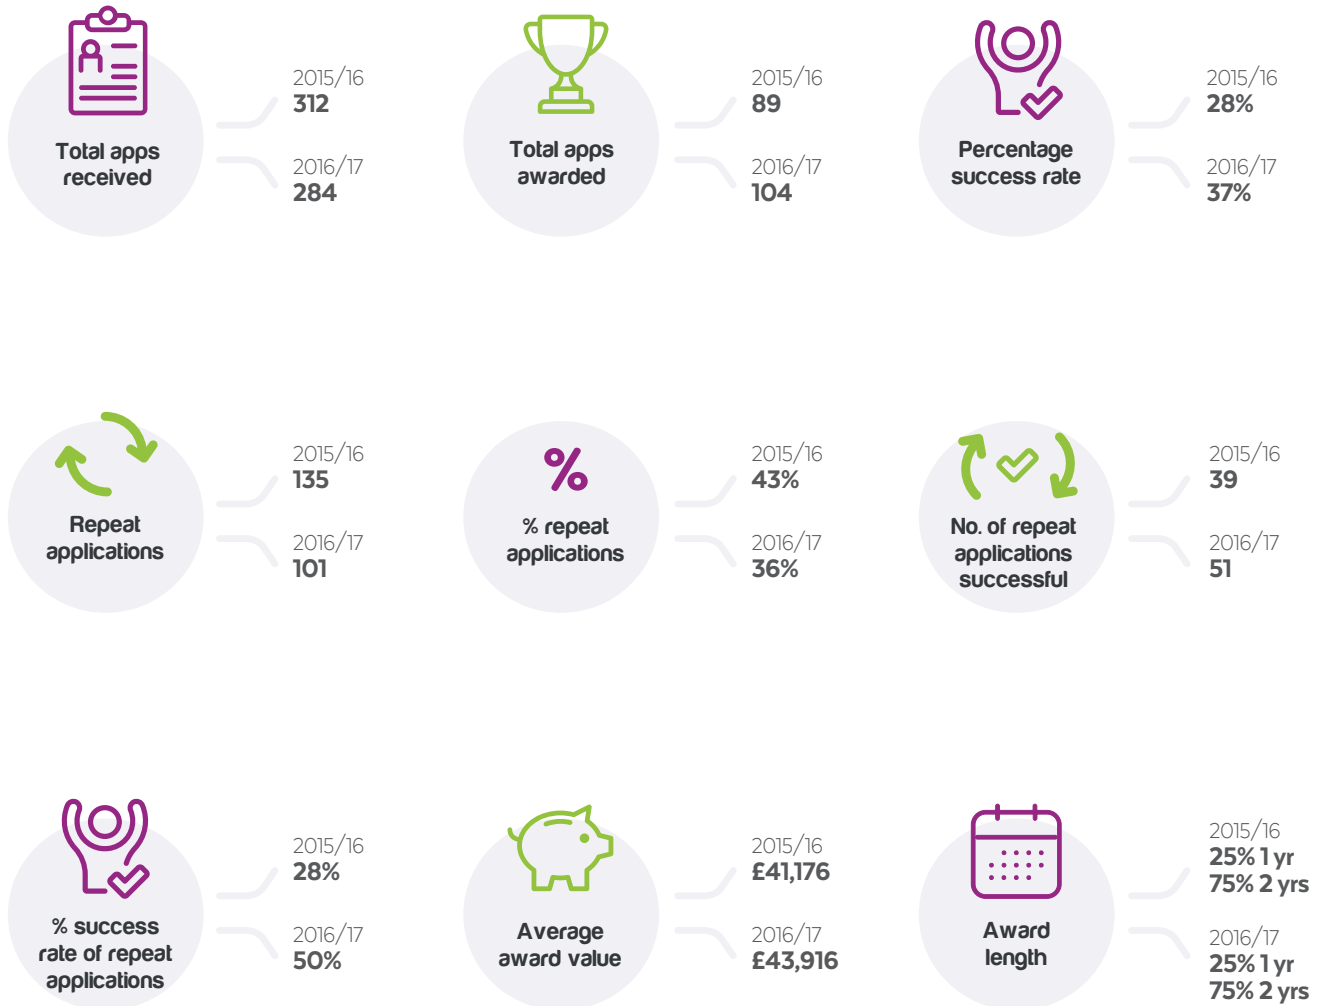 Total apps
received
2015/16
312
2016/17
284
Total apps
awarded
2015/16
89
2016/17
104
Percentage
success rate
2015/16
28%
2016/17
37%
Repeat
applications
2015/16
135
2016/17
101
%
% repeat
applications
2015/16
43%
2016/17
36%
No. of repeat
applications
successful
2015/16
39
2016/17
51
% success
rate of repeat
applications
2015/16
28%
2016/17
50%
Average
award value
2015/16
£41,176
2016/17
£43,916
Award
length
2015/16
25% 1 yr
75% 2 yrs
2016/17
25% 1 yr
75% 2 yrs